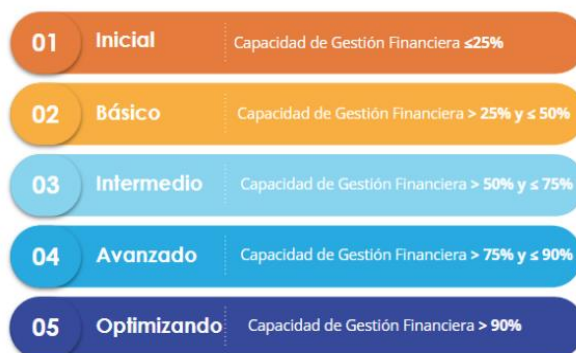 01 Inicial Capacidad de Gestión Financiera ≤25%
02 Básico Capacidad de Gestión Financiera > 25% y ≤ 50%
03 Intermedio Capacidad de Gestión Financiera > 50% y ≤ 75%
04 Avanzado Capacidad de Gestión Financiera > 75% y ≤ 90%
05 Optimizando Capacidad de Gestión Financiera > 90%